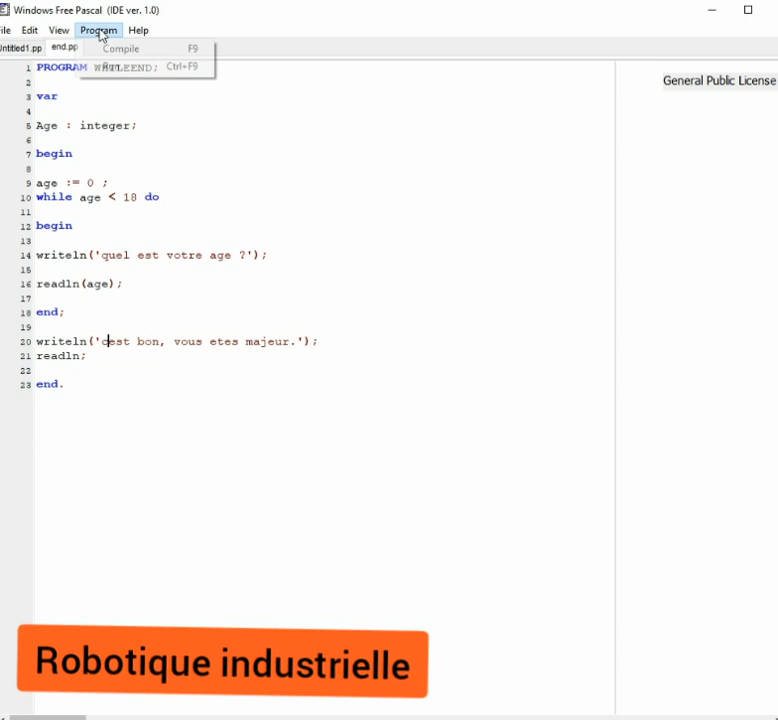 Windows Free Pascal (IDE ver. 1.0)
ile Edit View Program Help
Untitled1.pp end.pp
Compile F9
Run Ctrl+F9
1 PROGRAM WHILEEND;
2
3 var
4
5 Age : integer;
6
7 begin
8
9 age := 0 ;
10 while age < 18 do
11
12 begin
13
14 writeln('quel est votre age ?');
15
16 readln(age);
17
18 end;
19
20 writeln('cest bon, vous etes majeur.');
21 readln;
22
23 end.
General Public License
Robotique industrielle